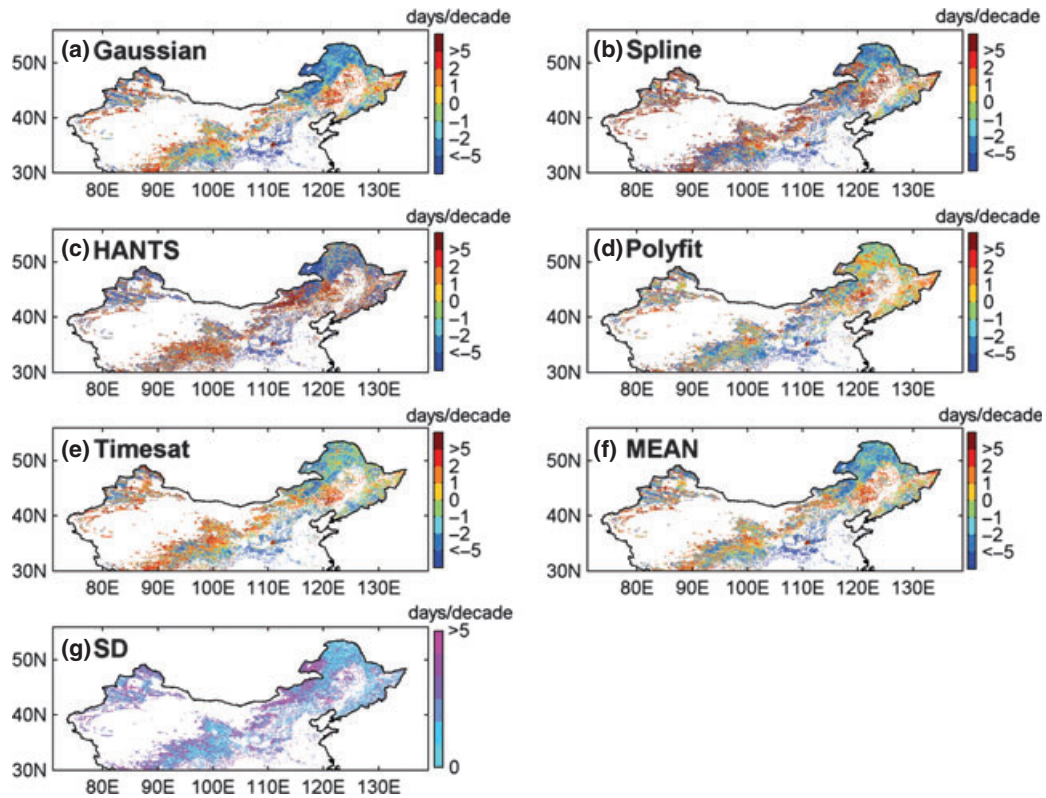 days/decade
days/decade
(a) Gaussian
(b) Spline
50N
40N
30N
80E 90E 100E 110E 120E 130E
>5
2
1
0
−1
−2
<−5
50N
40N
30N
80E 90E 100E 110E 120E 130E
>5
2
1
0
−1
−2
<−5
days/decade
days/decade
(c) HANTS
(d) Polyfit
50N
40N
30N
80E 90E 100E 110E 120E 130E
>5
2
1
0
−1
−2
<−5
50N
40N
30N
80E 90E 100E 110E 120E 130E
>5
2
1
0
−1
−2
<−5
days/decade
days/decade
(e) Timesat
(f) MEAN
50N
40N
30N
80E 90E 100E 110E 120E 130E
>5
2
1
0
−1
−2
<−5
50N
40N
30N
80E 90E 100E 110E 120E 130E
>5
2
1
0
−1
−2
<−5
days/decade
(g) SD
50N
40N
30N
80E 90E 100E 110E 120E 130E
>5
0